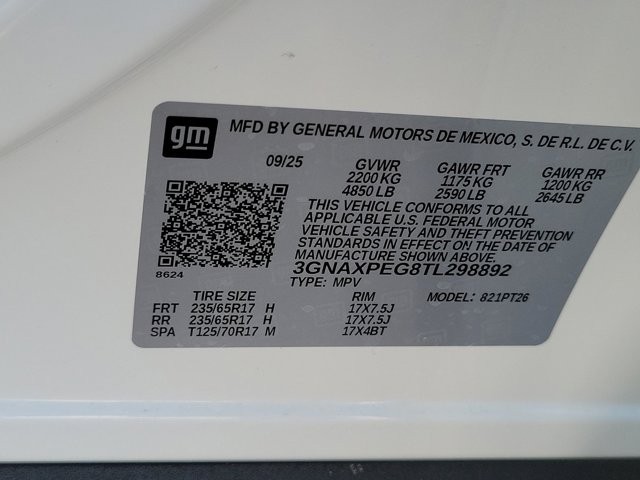 gm
MFD BY GENERAL MOTORS DE MEXICO, S. DE R.L. DE C.V.
09/25 GVWR GAWR FRT GAWR RR
2200 KG 1175 KG 1200 KG
4850 LB 2590 LB 2645 LB
THIS VEHICLE CONFORMS TO ALL
APPLICABLE U.S. FEDERAL MOTOR
VEHICLE SAFETY AND THEFT PREVENTION
STANDARDS IN EFFECT ON THE DATE OF
MANUFACTURE SHOWN ABOVE.
8624 3GNAXPEG8TL298892
TYPE: MPV
TIRE SIZE RIM MODEL: 821PT26
FRT 235/65R17 H 17X7.5J
RR 235/65R17 H 17X7.5J
SPA T125/70R17 M 17X4BT